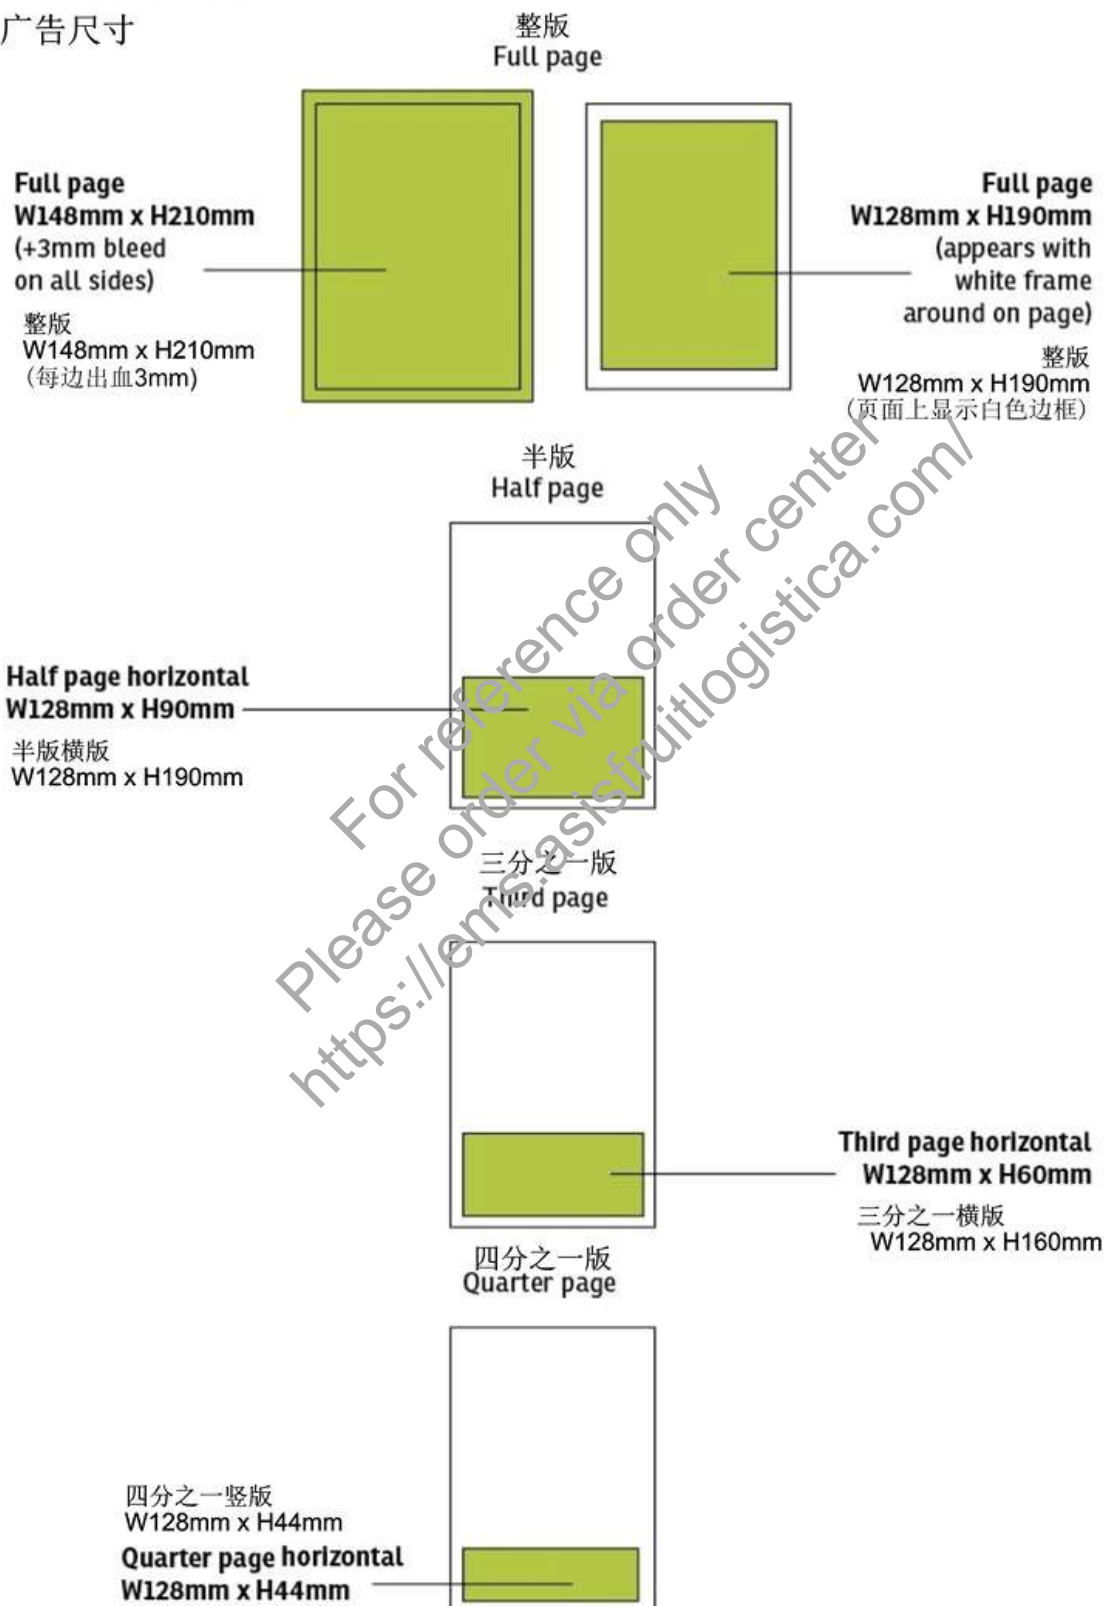 广告尺寸
整版
Full page
Full page
W148mm x H210mm
(+3mm bleed
on all sides)
整版
W148mm x H210mm
(每边出血3mm)
Full page
W128mm x H190mm
(appears with
white frame
around on page)
整版
W128mm x H190mm
(页面上显示白色边框)
半版
Half page
Half page horizontal
W128mm x H90mm
半版横版
W128mm x H190mm
For reference only
Please order via order center
https://ems.asisfruitlogistica.com/
三分之一版
Third page
Third page horizontal
W128mm x H60mm
三分之一横版
W128mm x H160mm
四分之一版
Quarter page
四分之一竖版
W128mm x H44mm
Quarter page horizontal
W128mm x H44mm